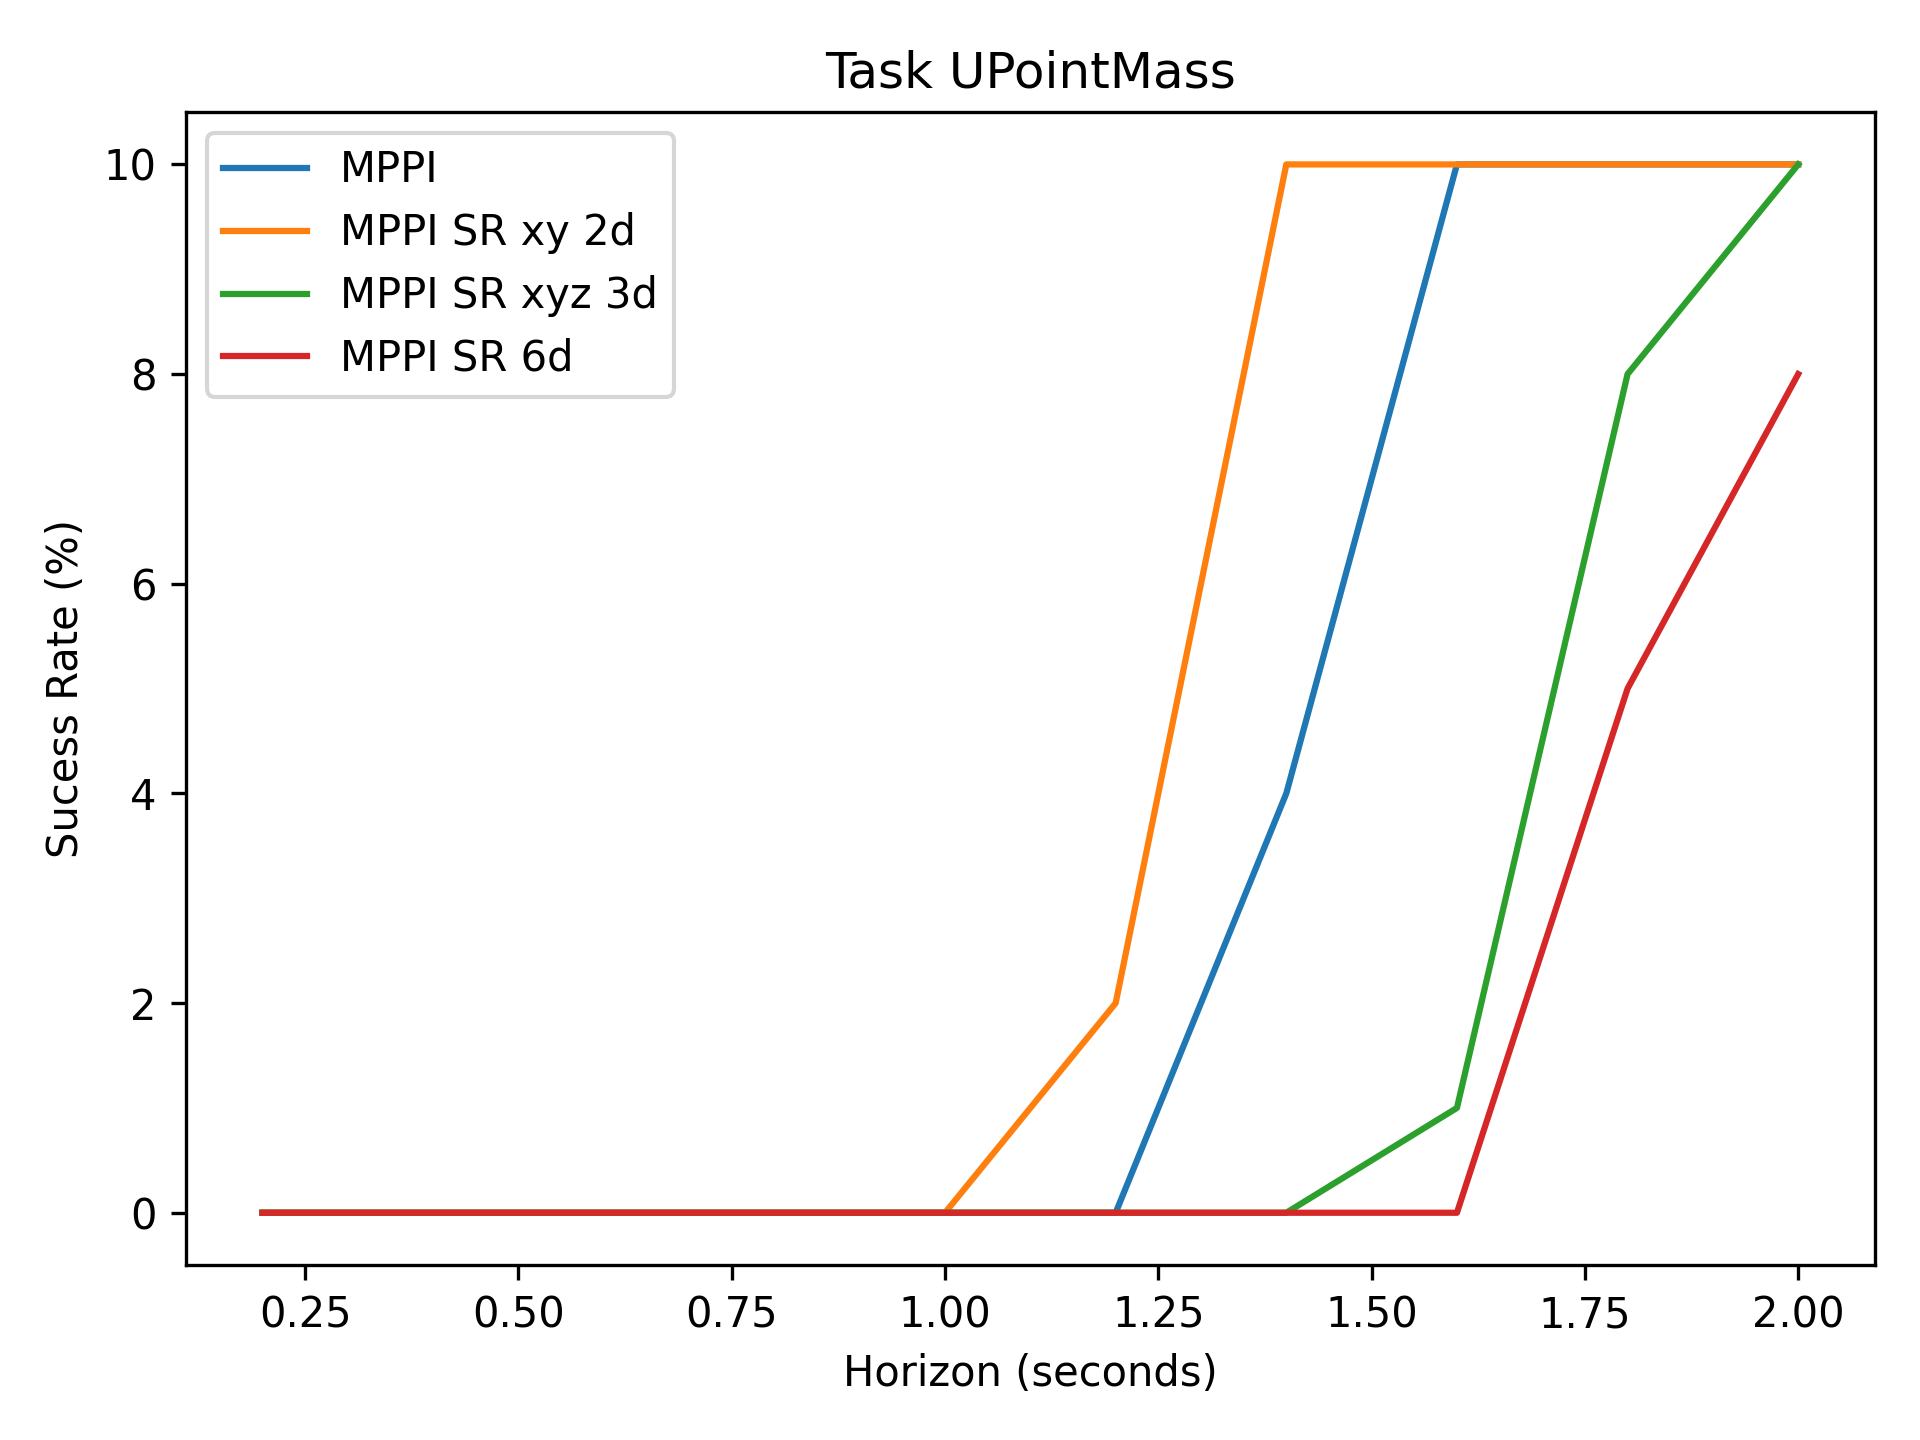 Task UPointMass
MPPI
MPPI SR xy 2d
MPPI SR xyz 3d
MPPI SR 6d
Sucess Rate (%)
10
8
6
4
2
0
0.25 0.50 0.75 1.00 1.25 1.50 1.75 2.00
Horizon (seconds)